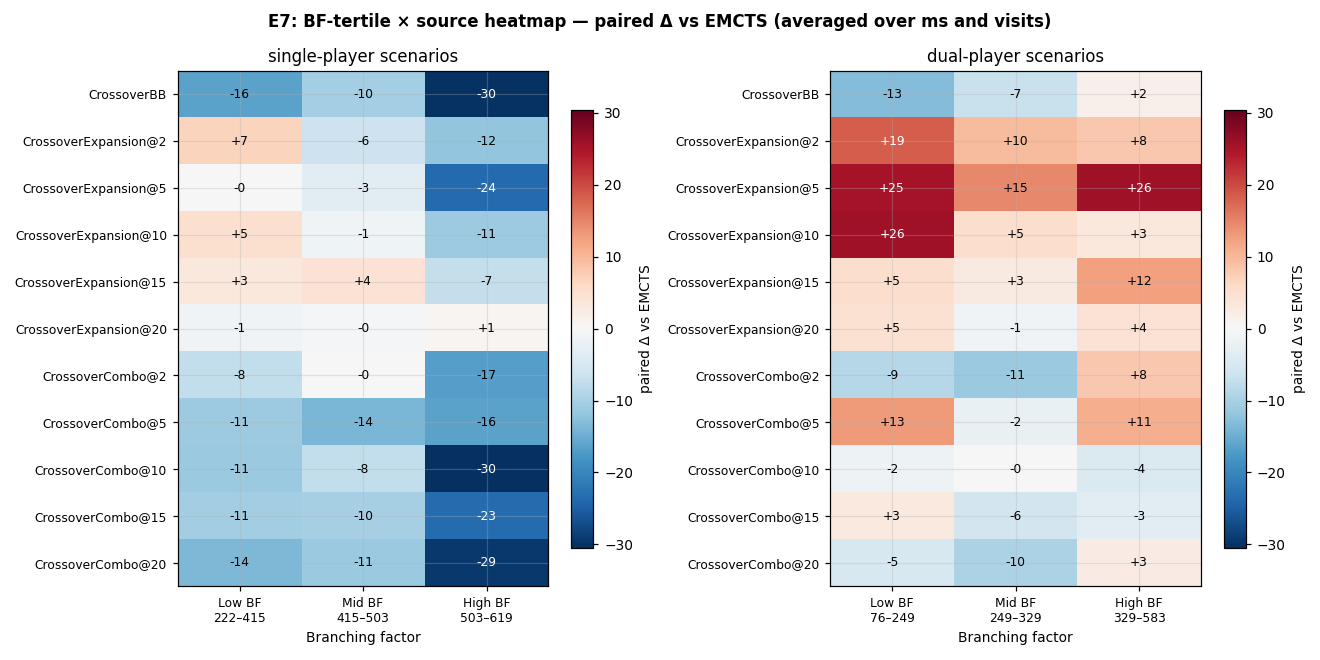 E7: BF-tertile × source heatmap — paired Δ vs EMCTS (averaged over ms and visits)
single-player scenarios
CrossoverBB -16 -10 -30
CrossoverExpansion@2 +7 -6 -12
CrossoverExpansion@5 -0 -3 -24
CrossoverExpansion@10 +5 -1 -11
CrossoverExpansion@15 +3 +4 -7
CrossoverExpansion@20 -1 -0 +1
CrossoverCombo@2 -8 -0 -17
CrossoverCombo@5 -11 -14 -16
CrossoverCombo@10 -11 -8 -30
CrossoverCombo@15 -11 -10 -23
CrossoverCombo@20 -14 -11 -29
Low BF Mid BF High BF
222–415 415–503 503–619
Branching factor
30
20
10
0
−10
−20
−30
paired Δ vs EMCTS
dual-player scenarios
CrossoverBB -13 -7 +2
CrossoverExpansion@2 +19 +10 +8
CrossoverExpansion@5 +25 +15 +26
CrossoverExpansion@10 +26 +5 +3
CrossoverExpansion@15 +5 +3 +12
CrossoverExpansion@20 +5 -1 +4
CrossoverCombo@2 -9 -11 +8
CrossoverCombo@5 +13 -2 +11
CrossoverCombo@10 -2 -0 -4
CrossoverCombo@15 +3 -6 -3
CrossoverCombo@20 -5 -10 +3
Low BF Mid BF High BF
76–249 249–329 329–583
Branching factor
30
20
10
0
−10
−20
−30
paired Δ vs EMCTS